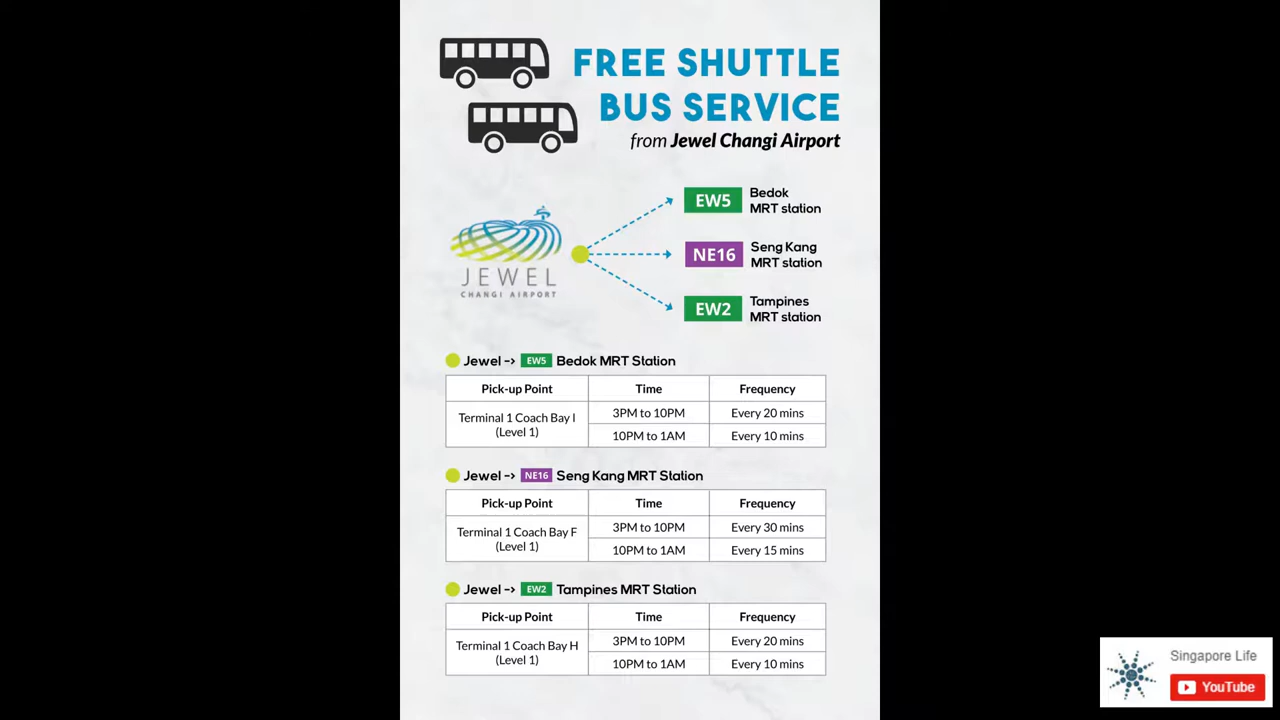 FREE SHUTTLE
BUS SERVICE
from Jewel Changi Airport
EW5 Bedok
MRT station
NE16 Seng Kang
MRT station
EW2 Tampines
MRT station
JEWEL
CHANGI AIRPORT
Jewel -> EW5 Bedok MRT Station
Pick-up Point Time Frequency
Terminal 1 Coach Bay I
(Level 1)
3PM to 10PM Every 20 mins
10PM to 1AM Every 10 mins
Jewel -> NE16 Seng Kang MRT Station
Pick-up Point Time Frequency
Terminal 1 Coach Bay F
(Level 1)
3PM to 10PM Every 30 mins
10PM to 1AM Every 15 mins
Jewel -> EW2 Tampines MRT Station
Pick-up Point Time Frequency
Terminal 1 Coach Bay H
(Level 1)
3PM to 10PM Every 20 mins
10PM to 1AM Every 10 mins
Singapore Life
YouTube